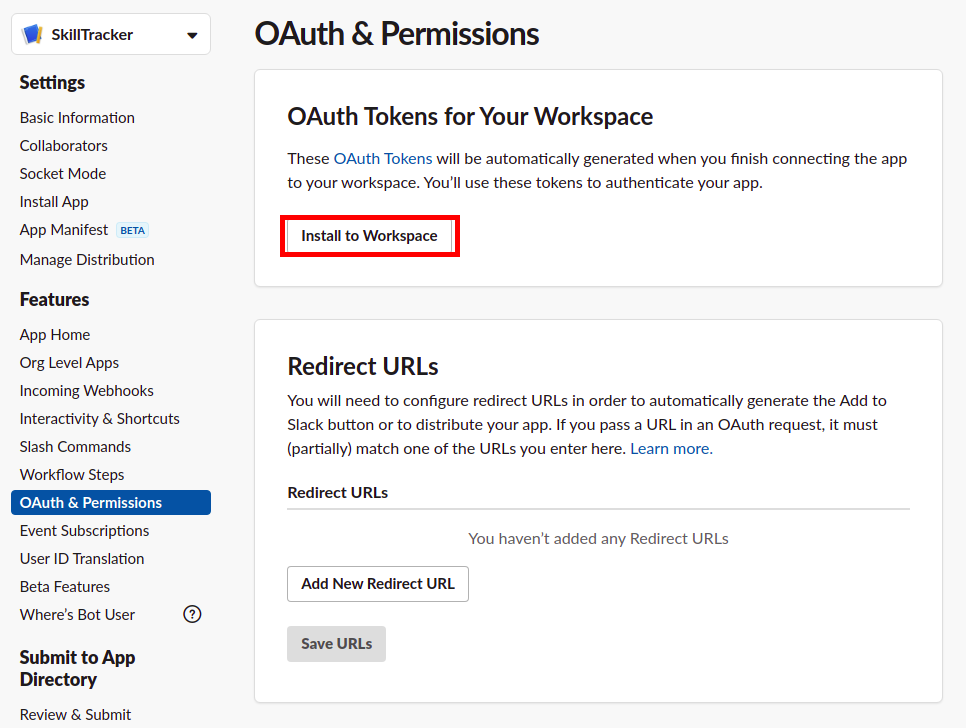 SkillTracker
Settings
Basic Information
Collaborators
Socket Mode
Install App
App Manifest BETA
Manage Distribution
Features
App Home
Org Level Apps
Incoming Webhooks
Interactivity & Shortcuts
Slash Commands
Workflow Steps
OAuth & Permissions
Event Subscriptions
User ID Translation
Beta Features
Where’s Bot User ?
Submit to App
Directory
Review & Submit
OAuth & Permissions
OAuth Tokens for Your Workspace
These OAuth Tokens will be automatically generated when you finish connecting the app
to your workspace. You’ll use these tokens to authenticate your app.
Install to Workspace
Redirect URLs
You will need to configure redirect URLs in order to automatically generate the Add to
Slack button or to distribute your app. If you pass a URL in an OAuth request, it must
(partially) match one of the URLs you enter here. Learn more.
Redirect URLs
You haven’t added any Redirect URLs
Add New Redirect URL
Save URLs